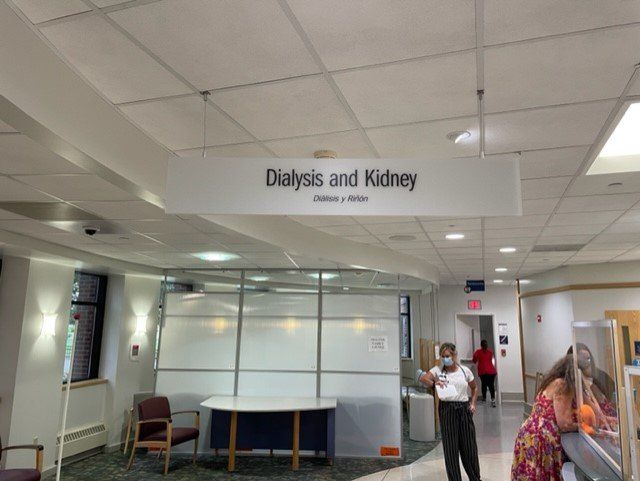 Dialysis and Kidney
Diálisis y Riñón